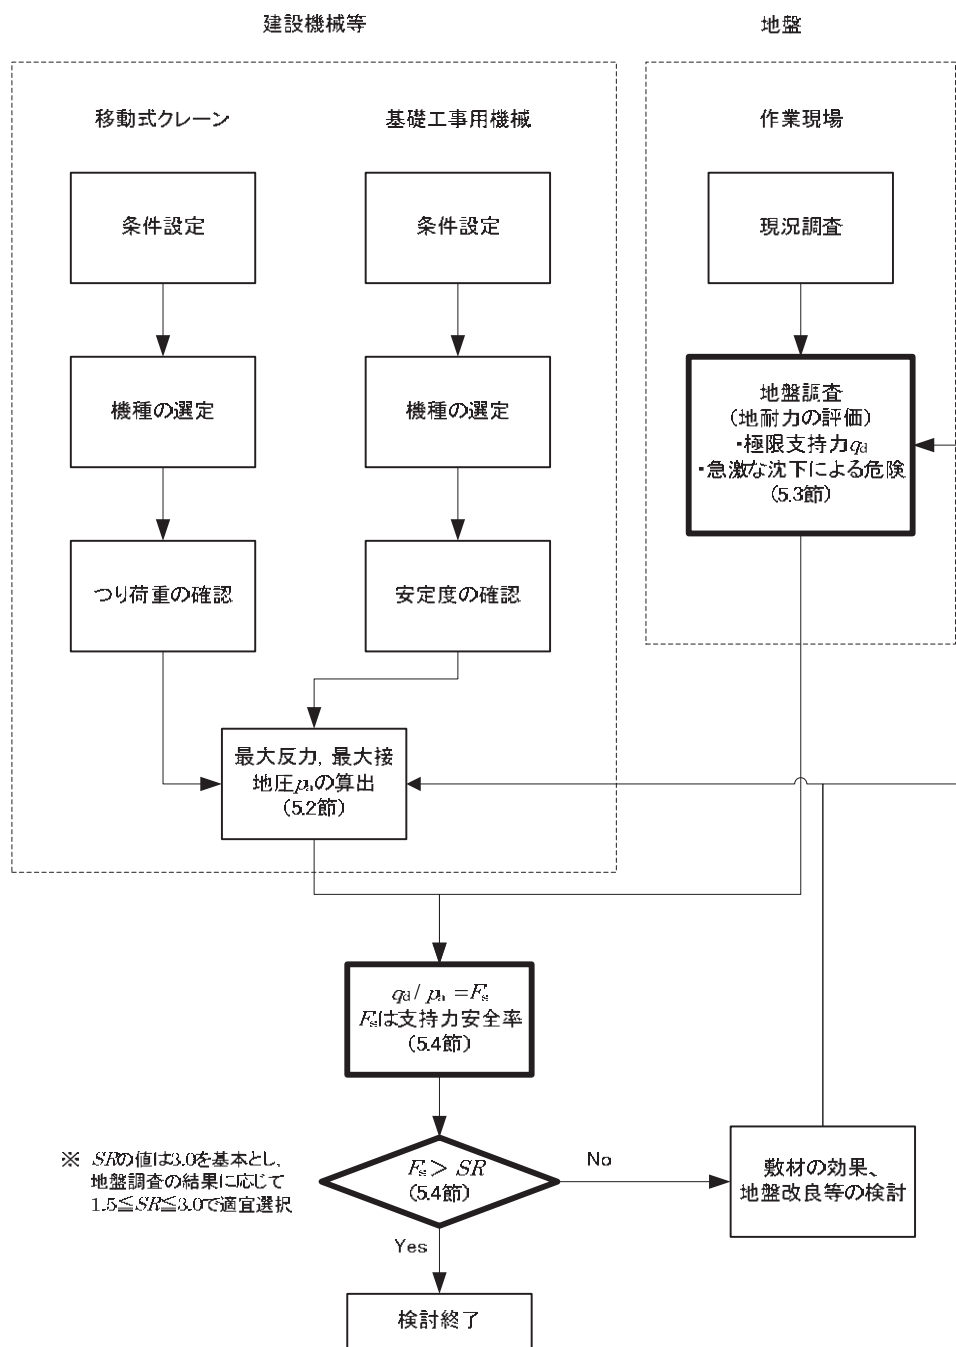 建設機械等
地盤
移動式クレーン
基礎工事用機械
作業現場
条件設定
条件設定
現況調査
機種の選定
機種の選定
地盤調査
(地耐力の評価)
・極限支持力qd
・急激な沈下による危険
(5.3節)
つり荷重の確認
安定度の確認
最大反力, 最大接
地圧pnの算出
(5.2節)
qd / pn =Fs
Fsは支持力安全率
(5.4節)
※ SRの値は3.0を基本とし、
地盤調査の結果に応じて
1.5≦SR≦3.0で適宜選択
Fs > SR
(5.4節)
No
敷材の効果、
地盤改良等の検討
Yes
検討終了